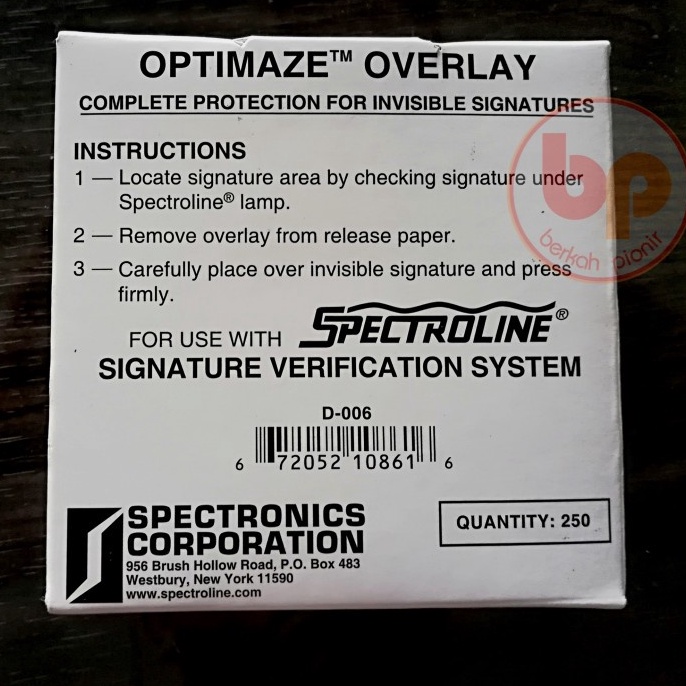 OPTIMAZE™ OVERLAY
COMPLETE PROTECTION FOR INVISIBLE SIGNATURES
INSTRUCTIONS
1 — Locate signature area by checking signature under
Spectroline® lamp.
2 — Remove overlay from release paper.
3 — Carefully place over invisible signature and press
firmly.
FOR USE WITH SPECTROLINE®
SIGNATURE VERIFICATION SYSTEM
D-006
6 72052 10861 6
SPECTRONICS
CORPORATION
956 Brush Hollow Road, P.O. Box 483
Westbury, New York 11590
www.spectroline.com
QUANTITY: 250
bp
berkah pionir